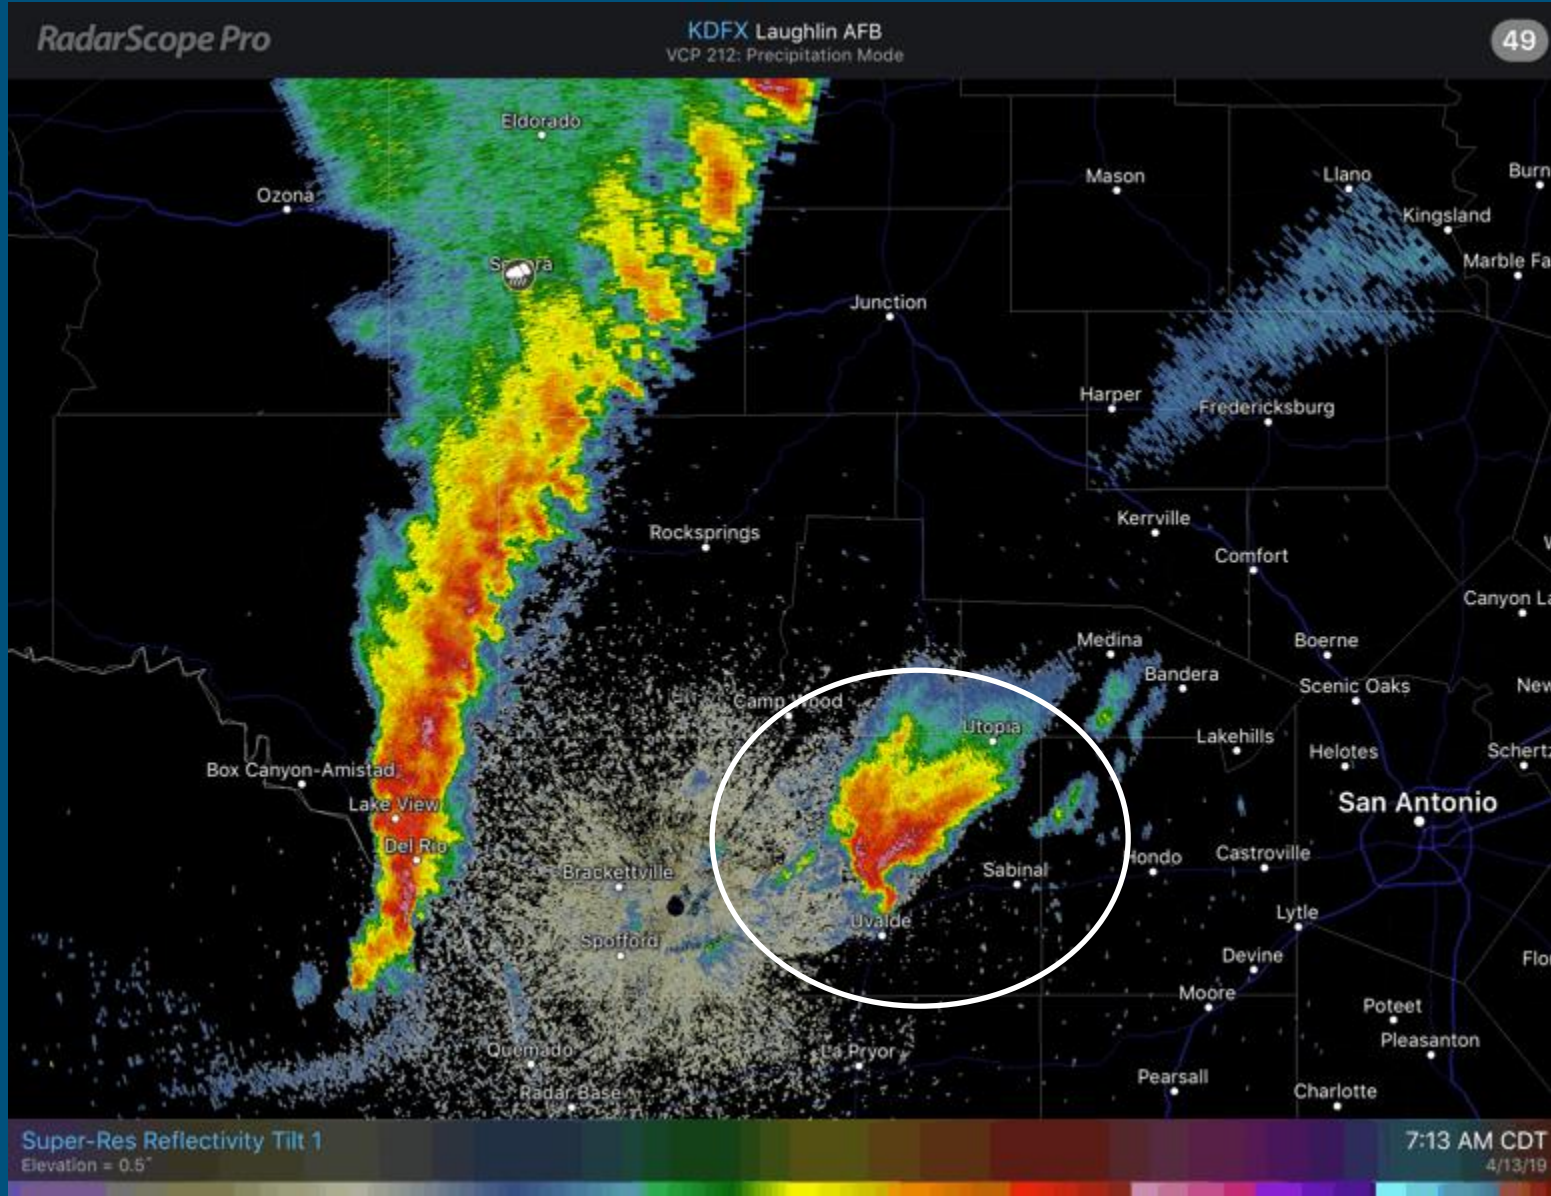 RadarScope Pro
KDFX Laughlin AFB
VCP 212: Precipitation Mode
49
Eldorado
Ozona
Sonora
Mason
Llano
Burn
Kingsland
Marble Fa
Junction
Harper
Fredericksburg
Rocksprings
Kerrville
Comfort
Canyon La
Medina
Boerne
Bandera
Scenic Oaks
New
Camp Wood
Utopia
Lakehills
Helotes
Schertz
Box Canyon-Amistad
Lake View
San Antonio
Del Rio
Brackettville
Sabinal
Hondo
Castroville
Uvalde
Lytle
Spofford
Devine
Flo
Moore
Poteet
Quemado
La Pryor
Pleasanton
Pearsall
Radar Base
Charlotte
Super-Res Reflectivity Tilt 1
7:13 AM CDT
Elevation = 0.5°
4/13/19